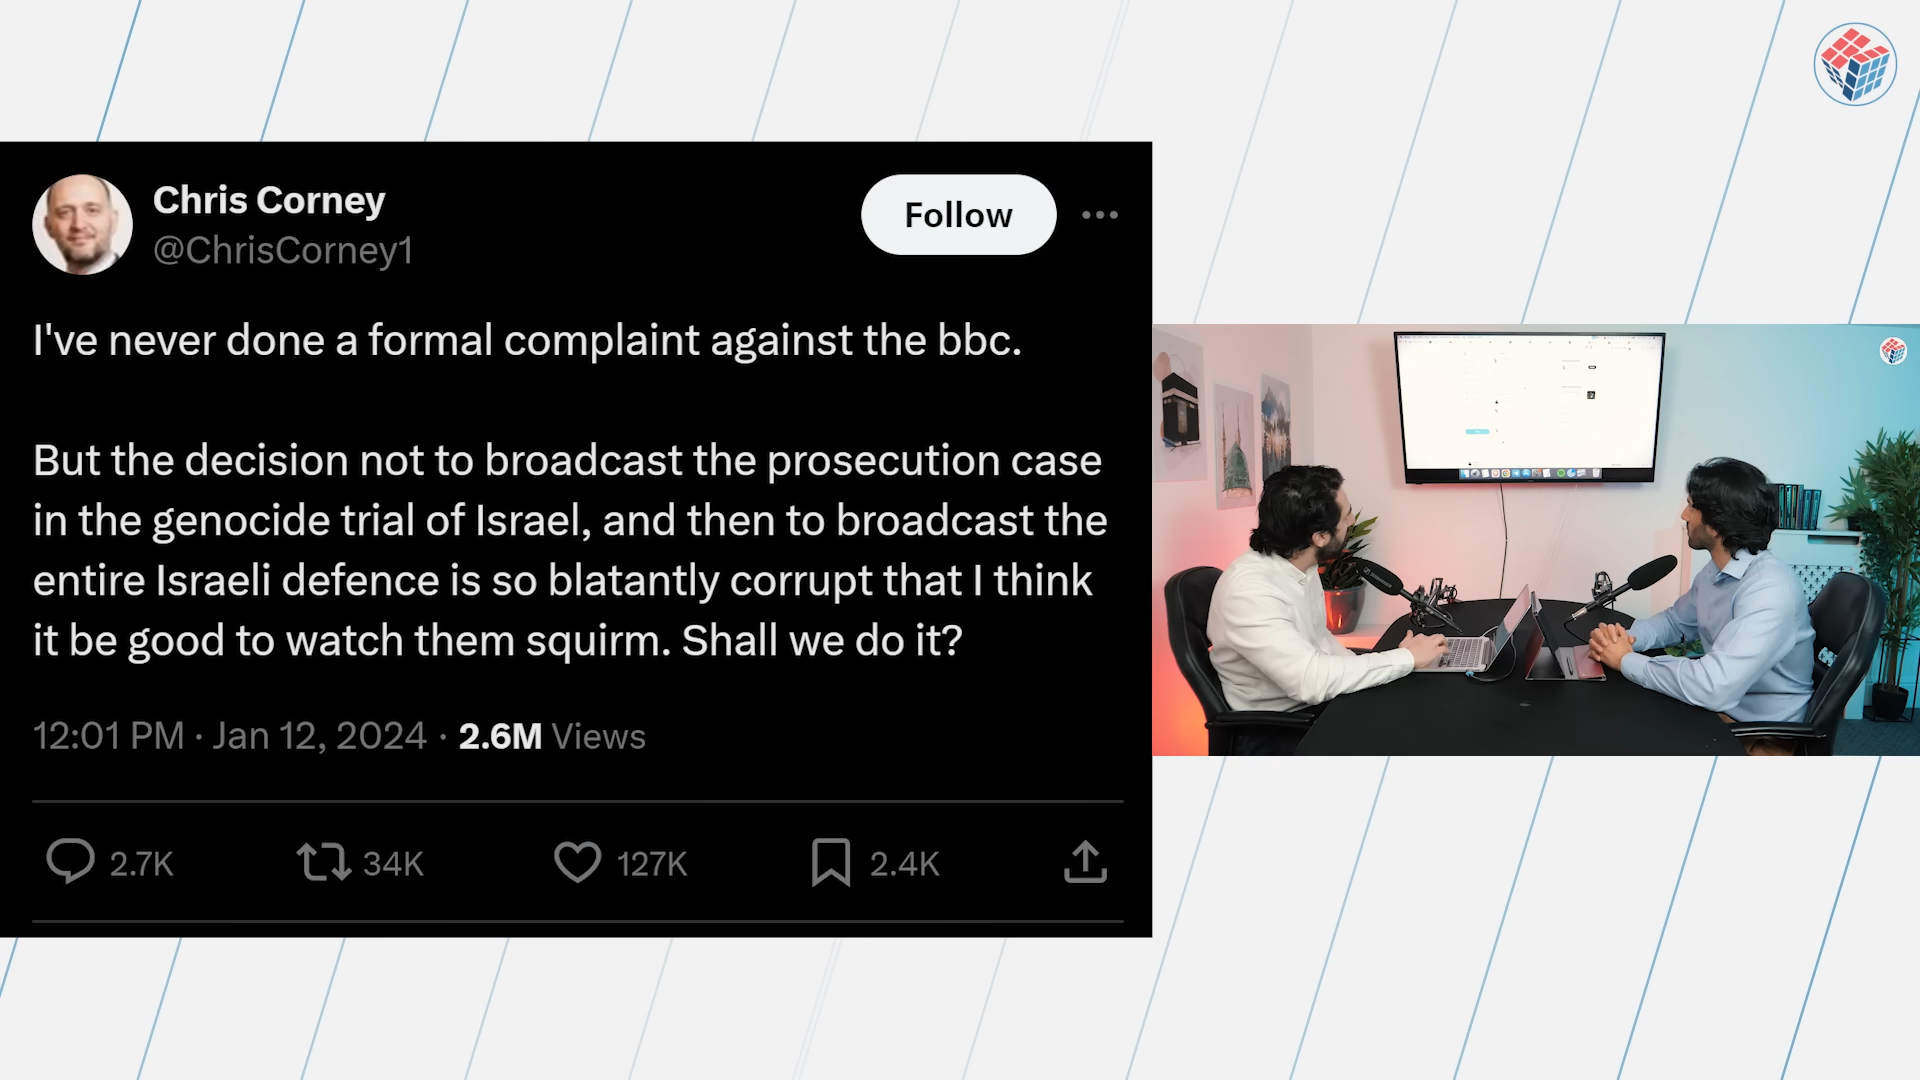 Chris Corney
@ChrisCorney1
Follow
I've never done a formal complaint against the bbc.
But the decision not to broadcast the prosecution case
in the genocide trial of Israel, and then to broadcast the
entire Israeli defence is so blatantly corrupt that I think
it be good to watch them squirm. Shall we do it?
12:01 PM · Jan 12, 2024 · 2.6M Views
2.7K
34K
127K
2.4K